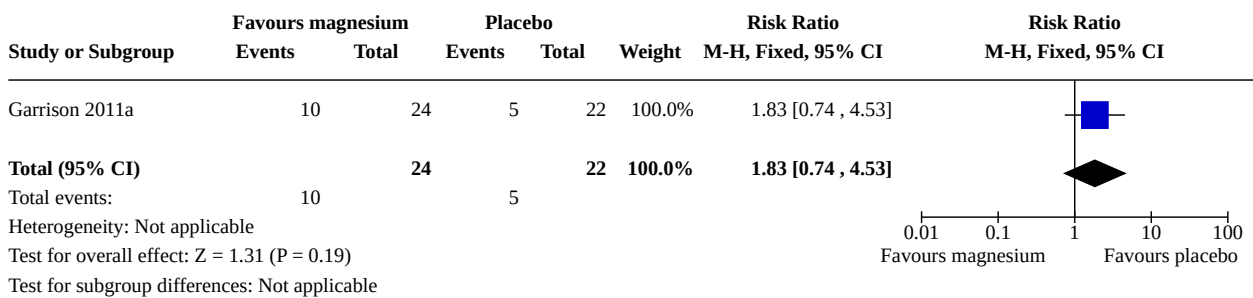 Favours magnesium Placebo Risk Ratio Risk Ratio
Study or Subgroup Events Total Events Total Weight M-H, Fixed, 95% CI M-H, Fixed, 95% CI
Garrison 2011a 10 24 5 22 100.0% 1.83 [0.74 , 4.53]
Total (95% CI) 24 22 100.0% 1.83 [0.74 , 4.53]
Total events: 10 5
Heterogeneity: Not applicable
0.01 0.1 1 10 100
Test for overall effect: Z = 1.31 (P = 0.19)
Favours magnesium Favours placebo
Test for subgroup differences: Not applicable